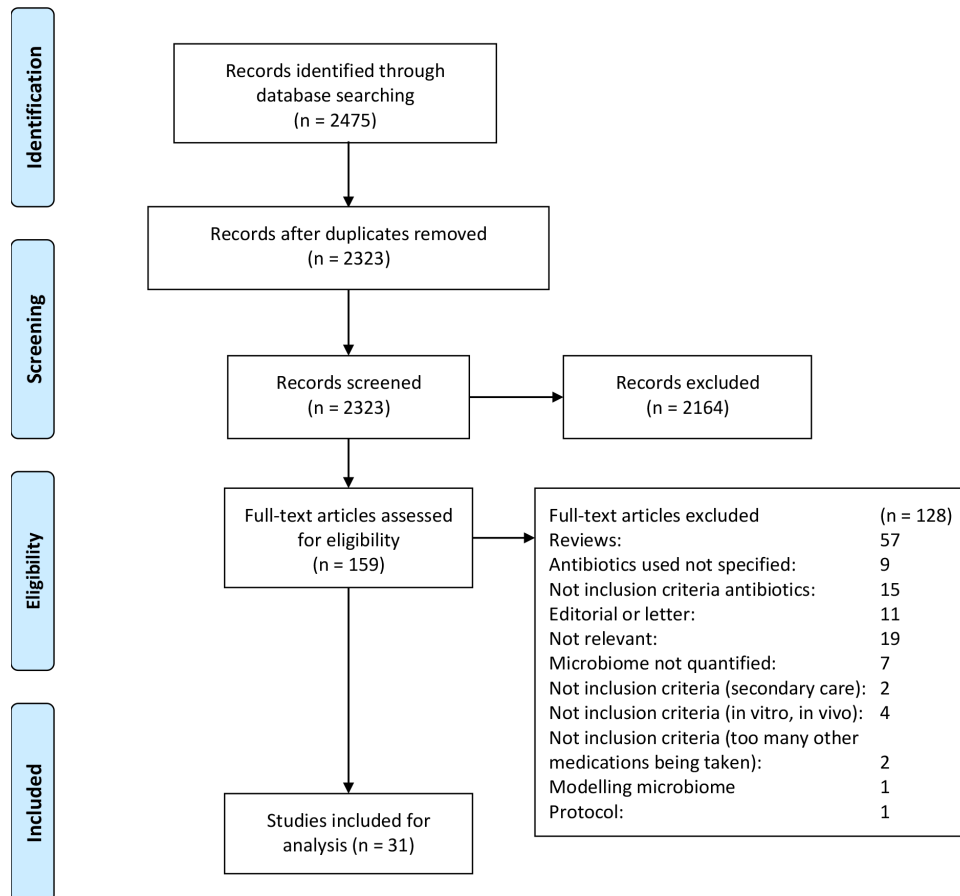 Identification
Records identified through
database searching
(n = 2475)
Records after duplicates removed
(n = 2323)
Screening
Records screened
(n = 2323)
Records excluded
(n = 2164)
Eligibility
Full-text articles assessed
for eligibility
(n = 159)
Full-text articles excluded (n = 128)
Reviews: 57
Antibiotics used not specified: 9
Not inclusion criteria antibiotics: 15
Editorial or letter: 11
Not relevant: 19
Microbiome not quantified: 7
Not inclusion criteria (secondary care): 2
Not inclusion criteria (in vitro, in vivo): 4
Not inclusion criteria (too many other
medications being taken): 2
Modelling microbiome 1
Protocol: 1
Included
Studies included for
analysis (n = 31)